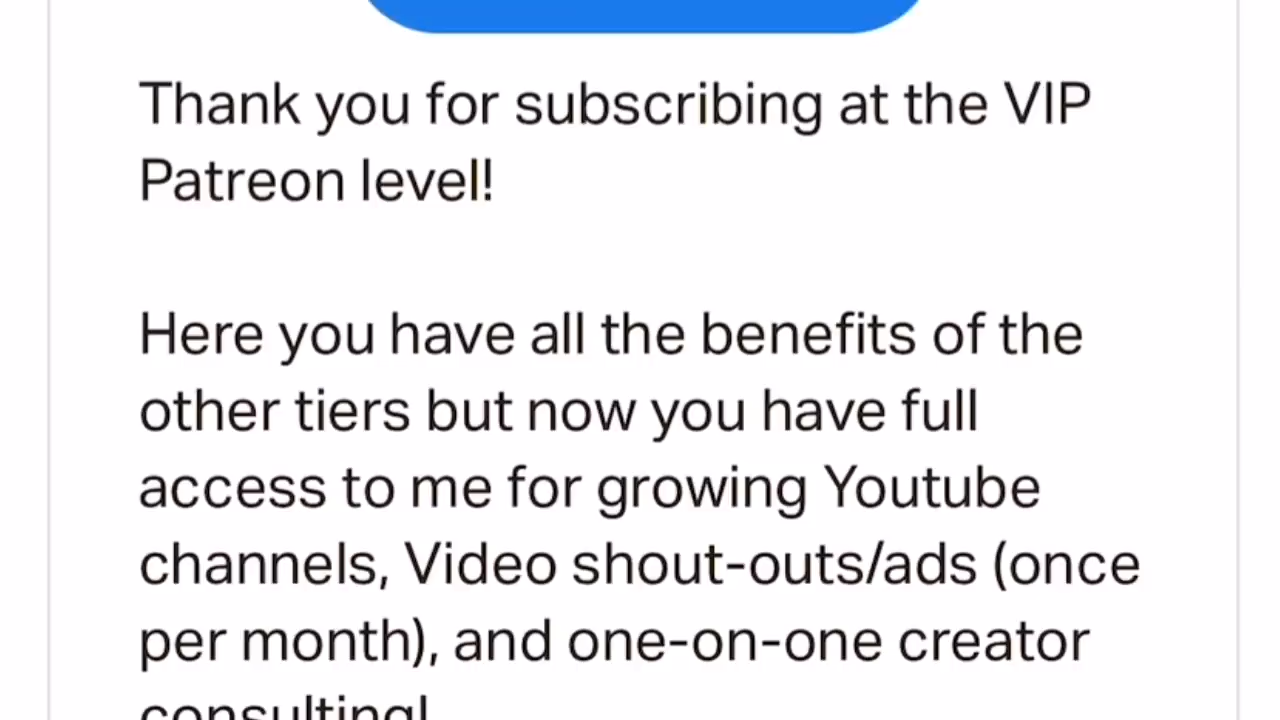 Thank you for subscribing at the VIP
Patreon level!
Here you have all the benefits of the
other tiers but now you have full
access to me for growing Youtube
channels, Video shout-outs/ads (once
per month), and one-on-one creator
consulting!